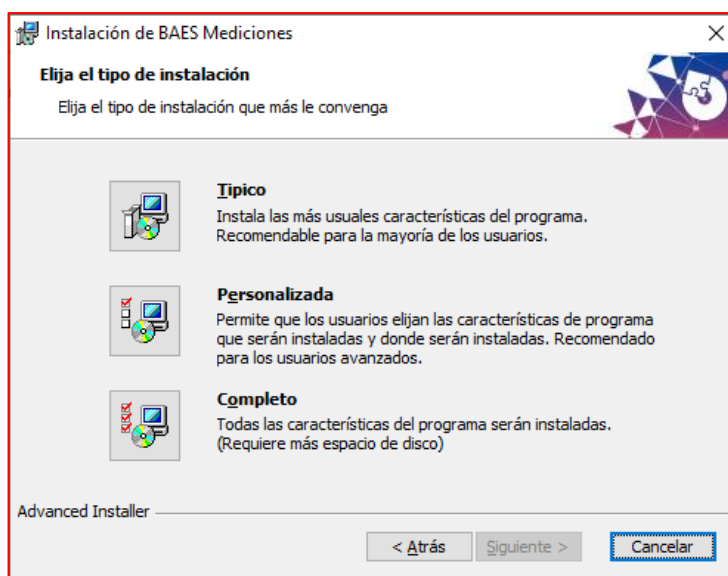 Instalación de BAES Mediciones
Elija el tipo de instalación
Elija el tipo de instalación que más le convenga
Tipico
Instala las más usuales características del programa.
Recomendable para la mayoría de los usuarios.
Personalizada
Permite que los usuarios elijan las características de programa
que serán instaladas y donde serán instaladas. Recomendado
para los usuarios avanzados.
Completo
Todas las características del programa serán instaladas.
(Requiere más espacio de disco)
Advanced Installer
< Atrás
Siguiente >
Cancelar